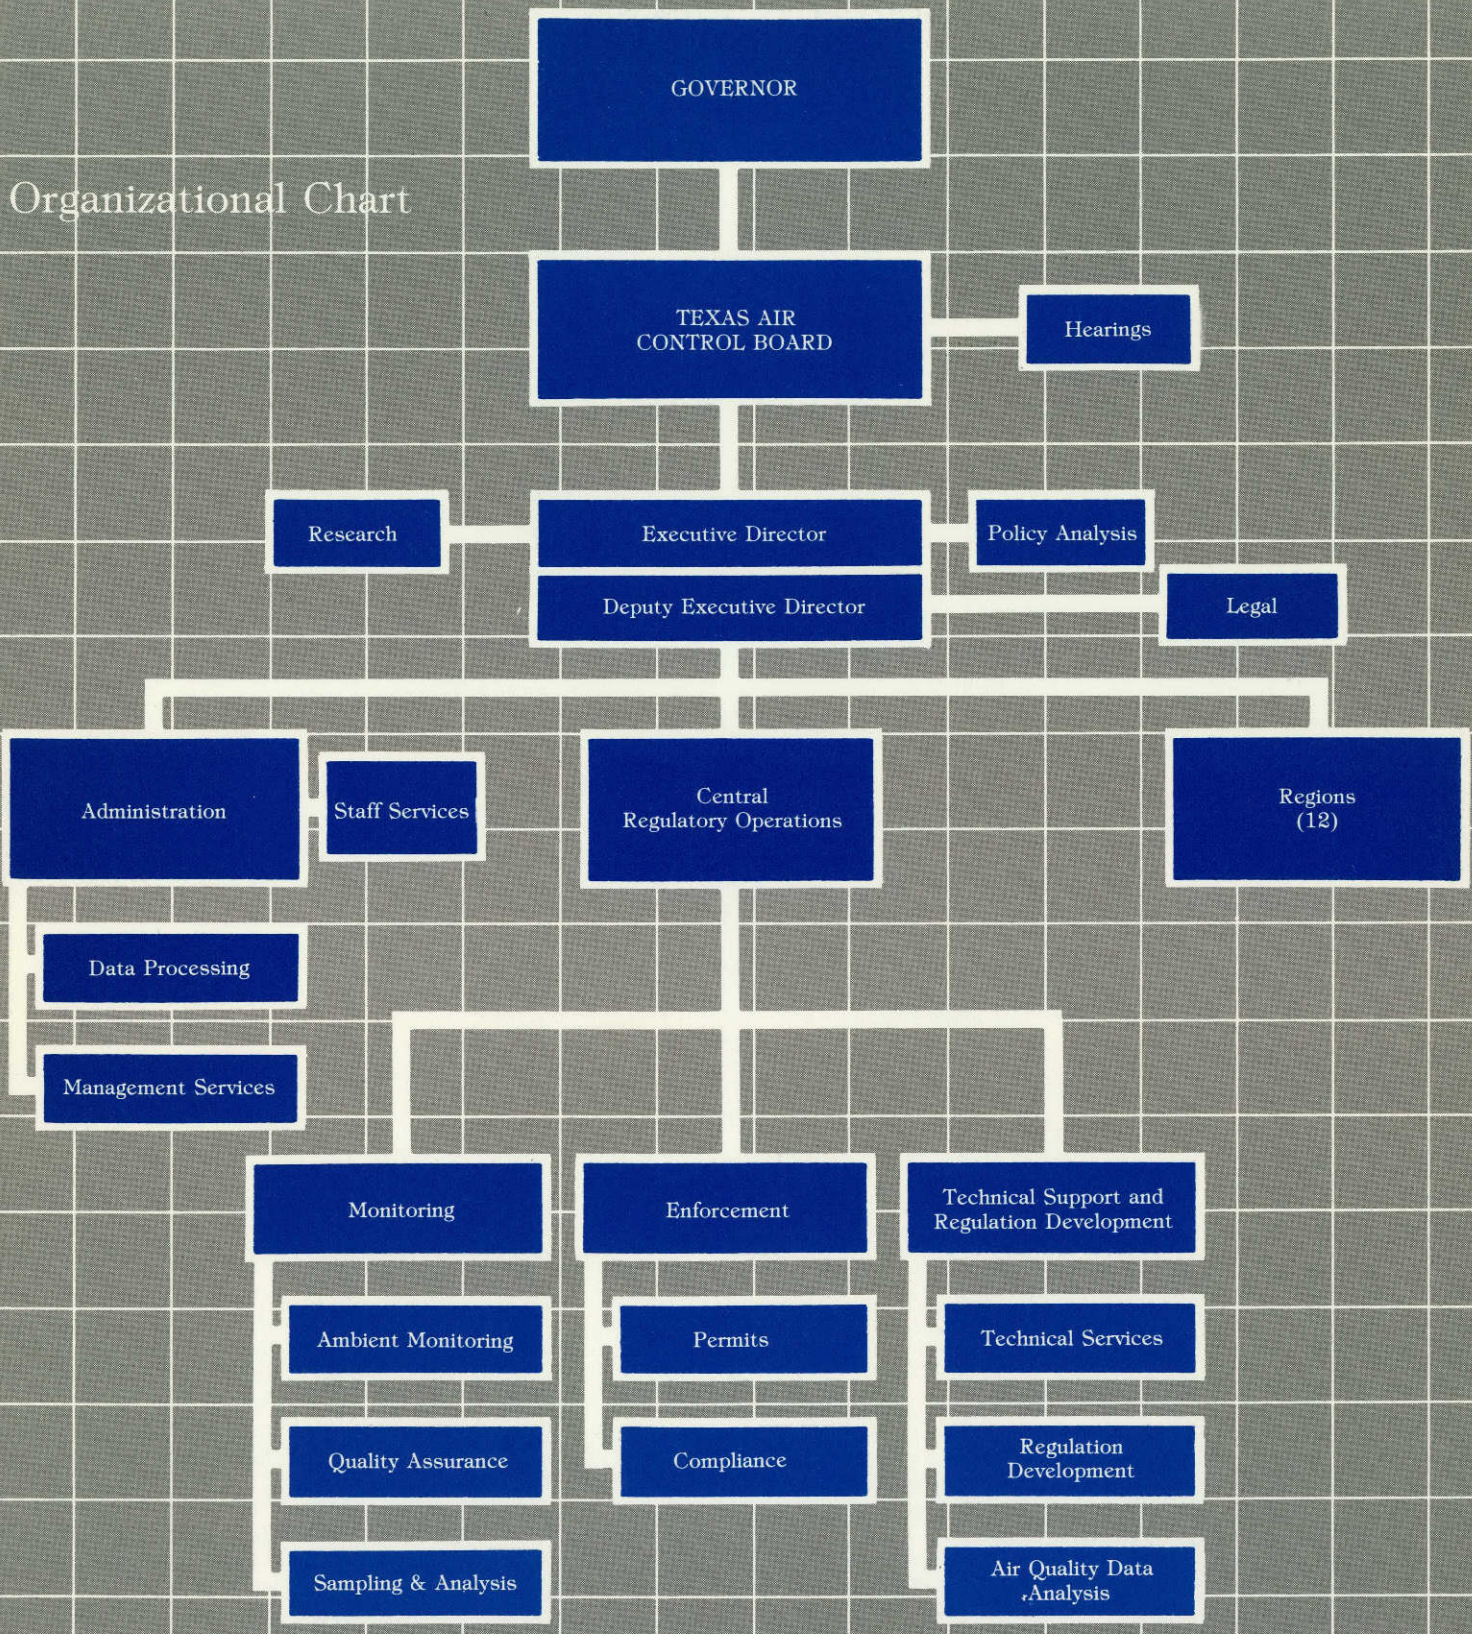 GOVERNOR
Organizational Chart
TEXAS AIR
CONTROL BOARD
Hearings
Research
Executive Director
Policy Analysis
Deputy Executive Director
Legal
Administration
Staff Services
Central
Regulatory Operations
Regions
(12)
Data Processing
Management Services
Monitoring
Enforcement
Technical Support and
Regulation Development
Ambient Monitoring
Permits
Technical Services
Quality Assurance
Compliance
Regulation
Development
Sampling & Analysis
Air Quality Data
Analysis